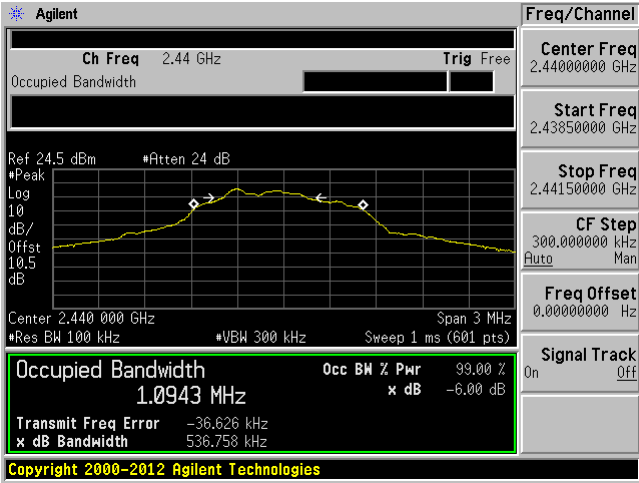 Agilent
Freq/Channel
Ch Freq 2.44 GHz Trig Free
Occupied Bandwidth
Center Freq
2.44000000 GHz
Start Freq
2.43850000 GHz
Stop Freq
2.44150000 GHz
CF Step
300.000000 kHz
Auto Man
Freq Offset
0.00000000 Hz
Signal Track
On Off
Ref 24.5 dBm #Atten 24 dB
#Peak
Log
10
dB/
Offst
10.5
dB
Center 2.440 000 GHz Span 3 MHz
#Res BW 100 kHz #VBW 300 kHz Sweep 1 ms (601 pts)
Occupied Bandwidth Occ BW % Pwr 99.00 %
1.0943 MHz x dB -6.00 dB
Transmit Freq Error -36.626 kHz
x dB Bandwidth 536.758 kHz
Copyright 2000-2012 Agilent Technologies